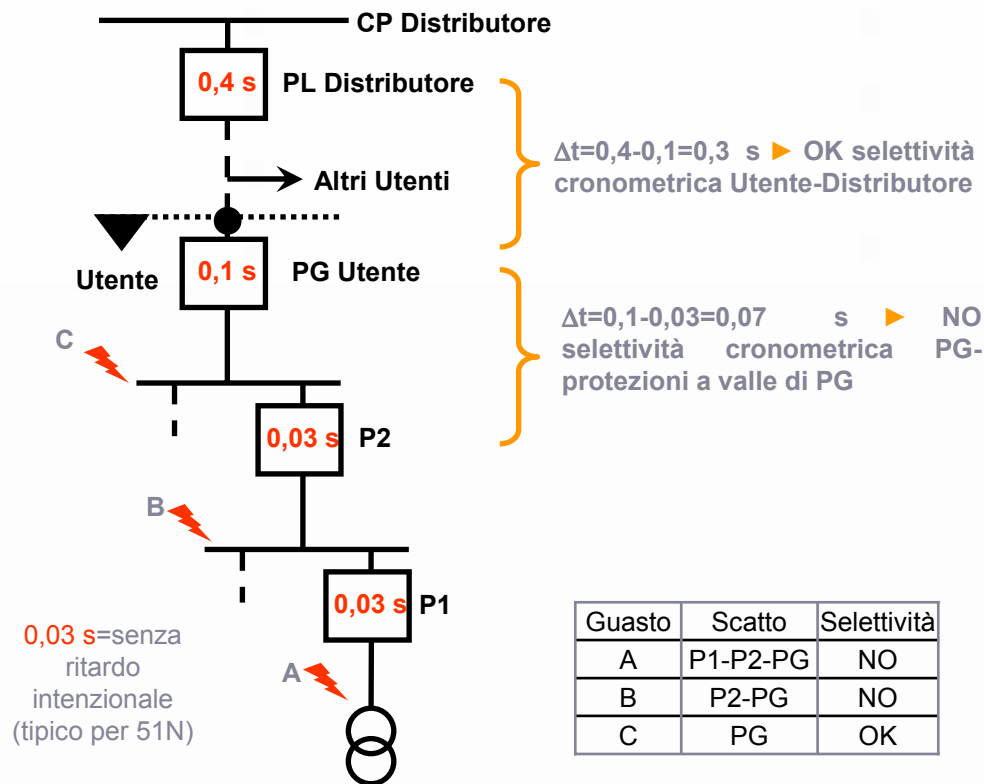 CP Distributore
0,4 s PL Distributore
Δt=0,4-0,1=0,3 s ► OK selettività
cronometrica Utente-Distributore
Altri Utenti
Utente
0,1 s PG Utente
Δt=0,1-0,03=0,07 s ► NO
selettività cronometrica PG-
protezioni a valle di PG
C
0,03 s P2
B
0,03 s P1
0,03 s=senza
ritardo
intenzionale
(tipico per 51N)
A
Guasto Scatto Selettività
A P1-P2-PG NO
B P2-PG NO
C PG OK